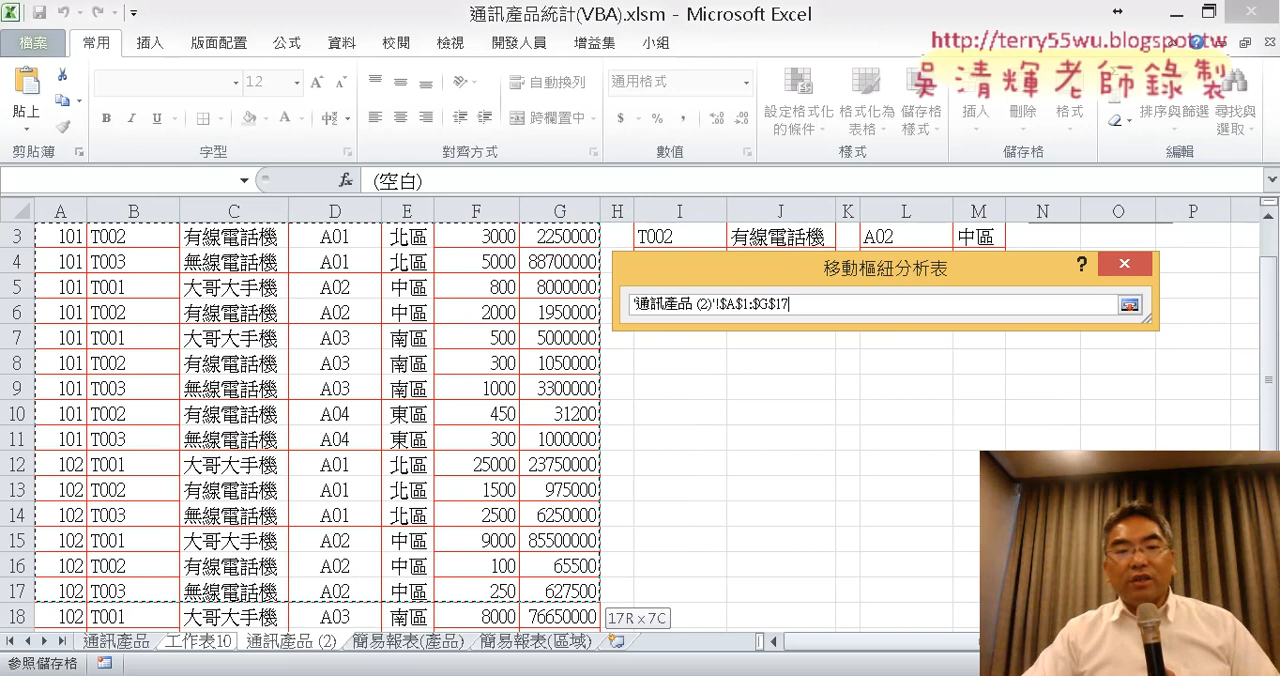 通訊產品統計(VBA).xlsm - Microsoft Excel
檔案 常用 插入 版面配置 公式 資料 校閱 檢視 開發人員 增益集 小組
http://terry55wu.blogspot.tw
吳清輝老師錄製
貼上
12
自動換列
跨欄置中
通用格式
設定格式化的條件
格式化為表格
儲存格樣式
插入 刪除 格式
排序與篩選 尋找與選取
剪貼簿 字型 對齊方式 數值 樣式 儲存格 編輯
fx (空白)
A B C D E F G H I J K L M N O P
3 101 T002 有線電話機 A01 北區 3000 2250000 T002 有線電話機 A02 中區
4 101 T003 無線電話機 A01 北區 5000 88700000
5 101 T001 大哥大手機 A02 中區 800 8000000
6 101 T002 有線電話機 A02 中區 2000 1950000
7 101 T001 大哥大手機 A03 南區 500 5000000
8 101 T002 有線電話機 A03 南區 300 1050000
9 101 T003 無線電話機 A03 南區 1000 3300000
10 101 T002 有線電話機 A04 東區 450 31200
11 101 T003 無線電話機 A04 東區 300 1000000
12 102 T001 大哥大手機 A01 北區 25000 23750000
13 102 T002 有線電話機 A01 北區 1500 975000
14 102 T003 無線電話機 A01 北區 2500 6250000
15 102 T001 大哥大手機 A02 中區 9000 85500000
16 102 T002 有線電話機 A02 中區 100 65500
17 102 T003 無線電話機 A02 中區 250 627500
18 102 T001 大哥大手機 A03 南區 8000 76650000
移動樞紐分析表
'通訊產品 (2)'!$A$1:$G$17
17R x 7C
通訊產品 工作表10 通訊產品 (2) 簡易報表(產品) 簡易報表(區域)
參照儲存格